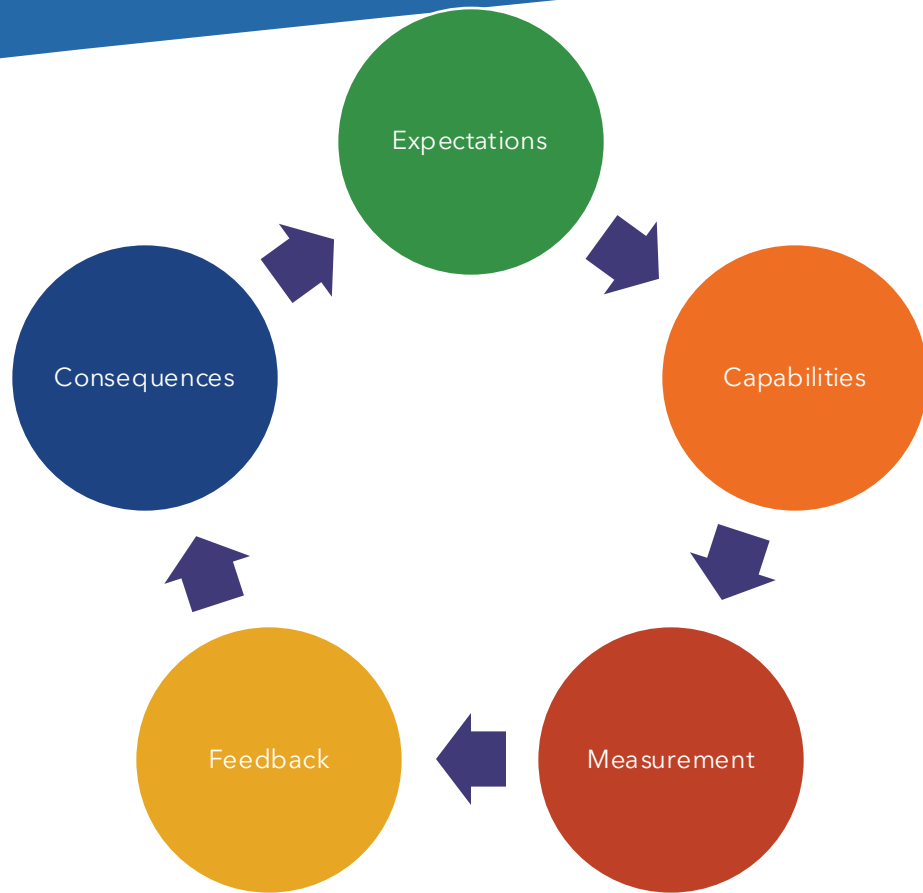 Expectations
Capabilities
Measurement
Feedback
Consequences